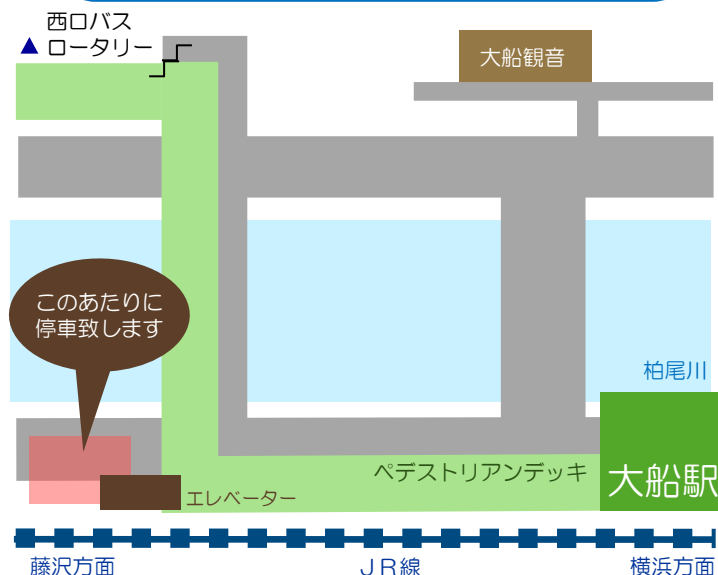 西口バス
▲ロータリー
大船観音
このあたりに
停車致します
柏尾川
ペデストリアンデッキ
大船駅
エレベーター
藤沢方面
JR線
横浜方面